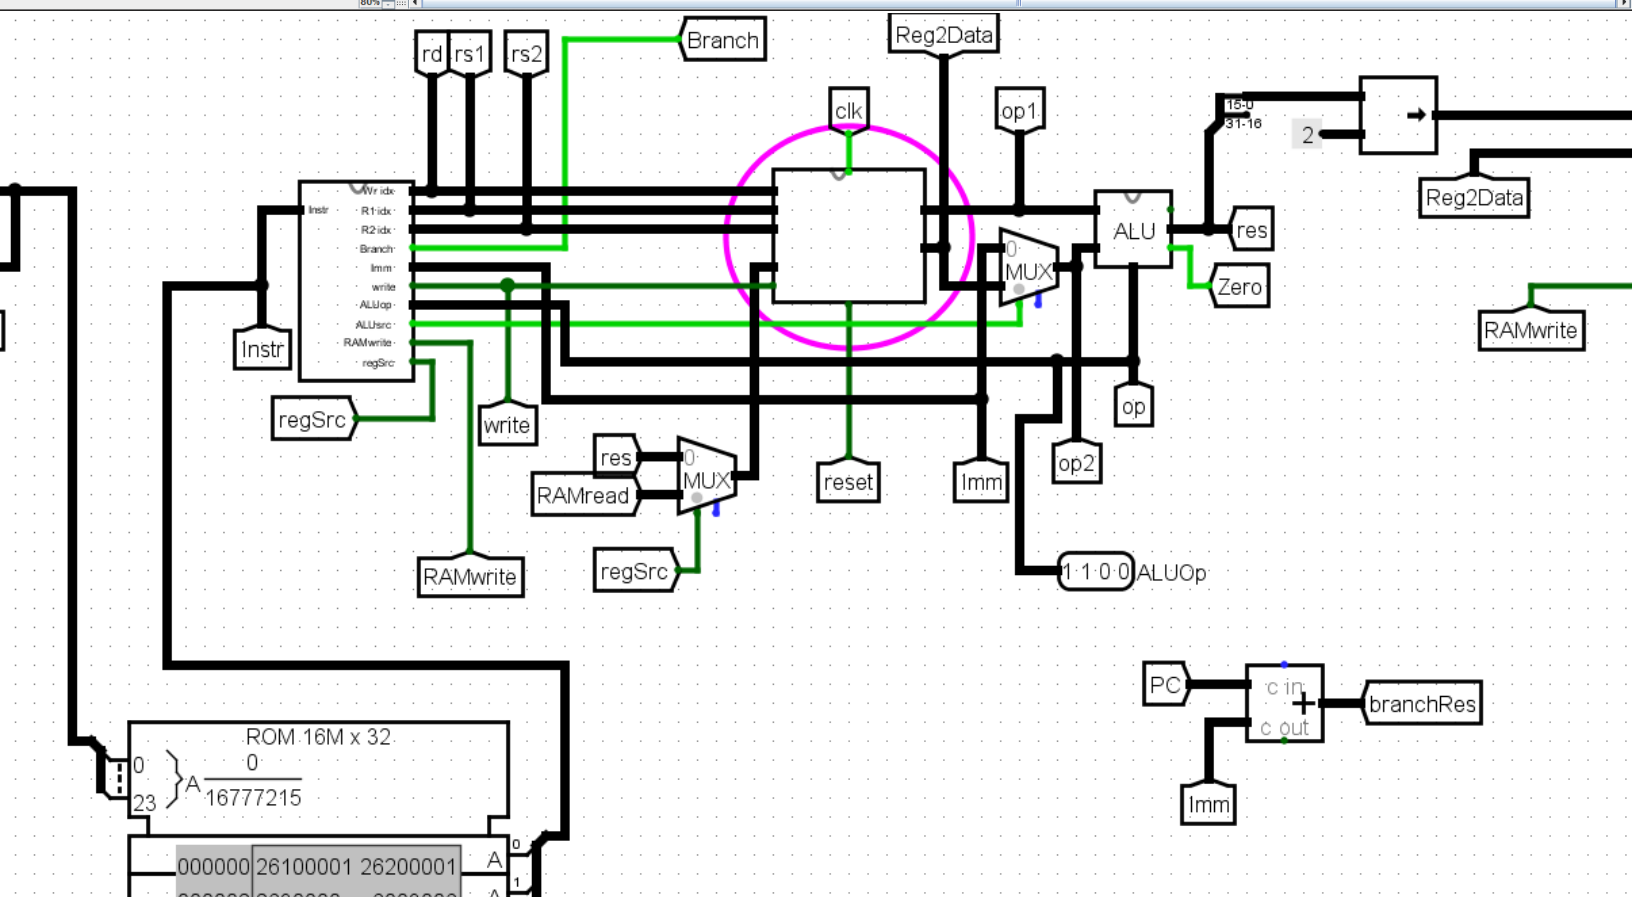 80%
Branch
Reg2Data
rd
rs1
rs2
clk
op1
15-0
31-16
2
Reg2Data
Wr idx
Instr
R1 idx
R2 idx
Branch
Imm
write
ALUop
ALUsrc
RAMwrite
regSrc
0
MUX
ALU
res
Zero
RAMwrite
Instr
regSrc
write
res
RAMread
0
MUX
reset
Imm
op2
op
RAMwrite
regSrc
1 1 0 0
ALUOp
PC
c in
+
c out
branchRes
Imm
ROM 16M x 32
0
23
A
0
16777215
000000 26100001 26200001
A
0
1